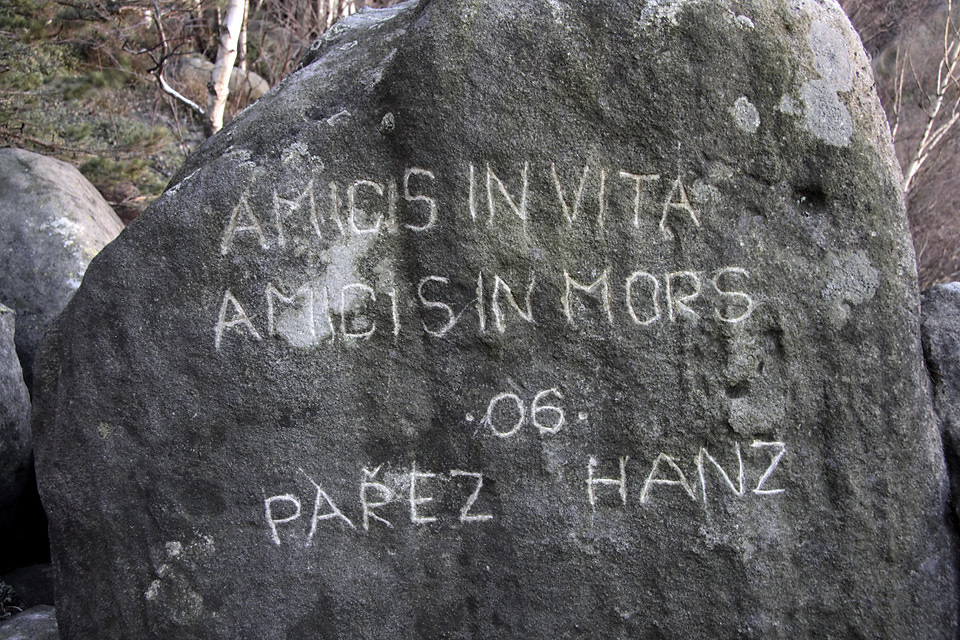 AMICIS IN VITA
AMICIS IN MORS
·06·
PAŘEZ HANZ